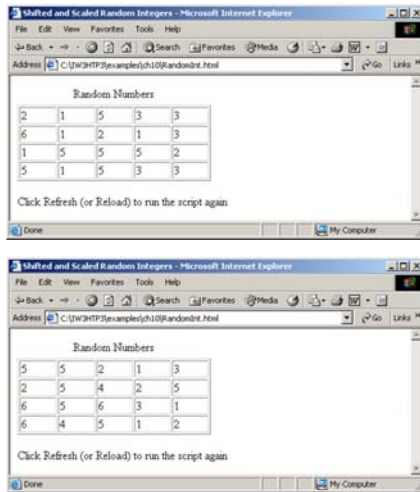 Shifted and Scaled Random Integers - Microsoft Internet Explorer
File Edit View Favorites Tools Help
Back Search Favorites Media
Address C:\IW3HTP3\examples\ch10\RandomInt.html Go Links »
Random Numbers
2 1 5 3 3
6 1 2 1 3
1 5 5 5 2
5 1 5 3 3
Click Refresh (or Reload) to run the script again
Done My Computer
Shifted and Scaled Random Integers - Microsoft Internet Explorer
File Edit View Favorites Tools Help
Back Search Favorites Media
Address C:\IW3HTP3\examples\ch10\RandomInt.html Go Links »
Random Numbers
5 5 2 1 3
2 5 4 2 5
6 5 6 3 1
6 4 5 1 2
Click Refresh (or Reload) to run the script again
Done My Computer